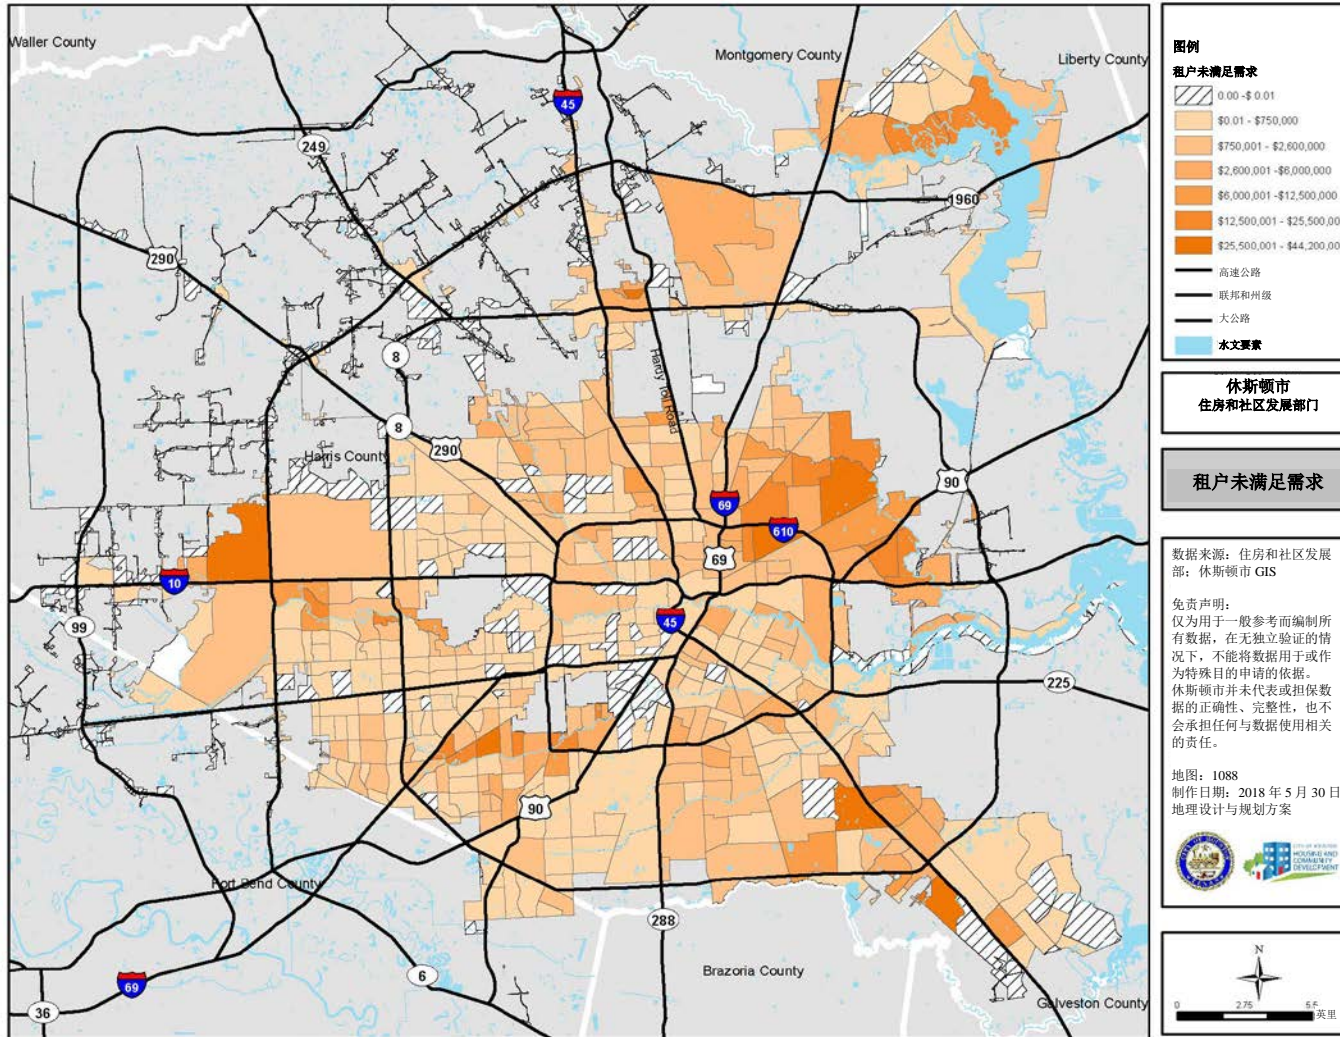 Waller County
Montgomery County
Liberty County
45
249
1960
290
8
Hardy Toll Road
8
290
Harris County
90
69
610
69
10
45
99
225
90
Fort Bend County
288
6
Brazoria County
69
36
Galveston County
图例
租户未满足需求
0.00 -$ 0.01
$0.01 - $750,000
$750,001 - $2,600,000
$2,600,001 -$6,000,000
$6,000,001 -$12,500,000
$12,500,001 - $25,500,00
$25,500,001 - $44,200,00
高速公路
联邦和州级
大公路
水文要素
休斯顿市
住房和社区发展部门
租户未满足需求
数据来源：住房和社区发展
部；休斯顿市 GIS
免责声明：
仅为用于一般参考而编制所
有数据，在无独立验证的情
况下，不能将数据用于或作
为特殊目的申请的依据。
休斯顿市并未代表或担保数
据的正确性、完整性，也不
会承担任何与数据使用相关
的责任。
地图：1088
制作日期：2018 年 5 月 30 日
地理设计与规划方案
CITY OF HOUSTON
HOUSING AND
COMMUNITY
DEVELOPMENT
N
0 2.75 5.5
英里